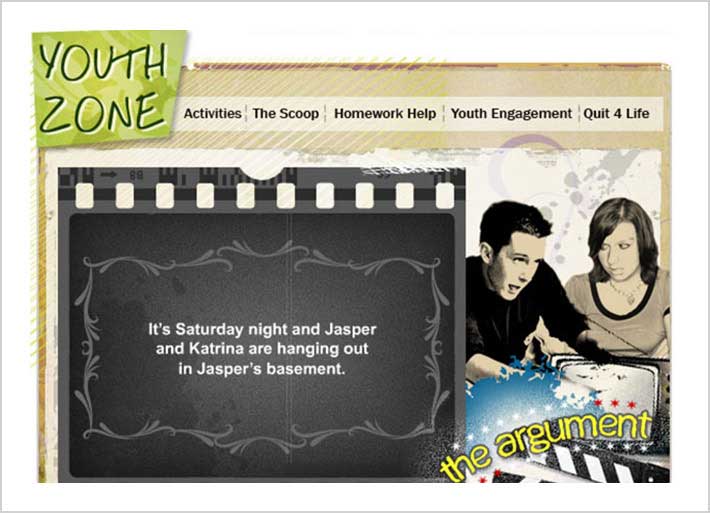 YOUTH
ZONE
Activities The Scoop Homework Help Youth Engagement Quit 4 Life
88
It's Saturday night and Jasper
and Katrina are hanging out
in Jasper's basement.
the argument